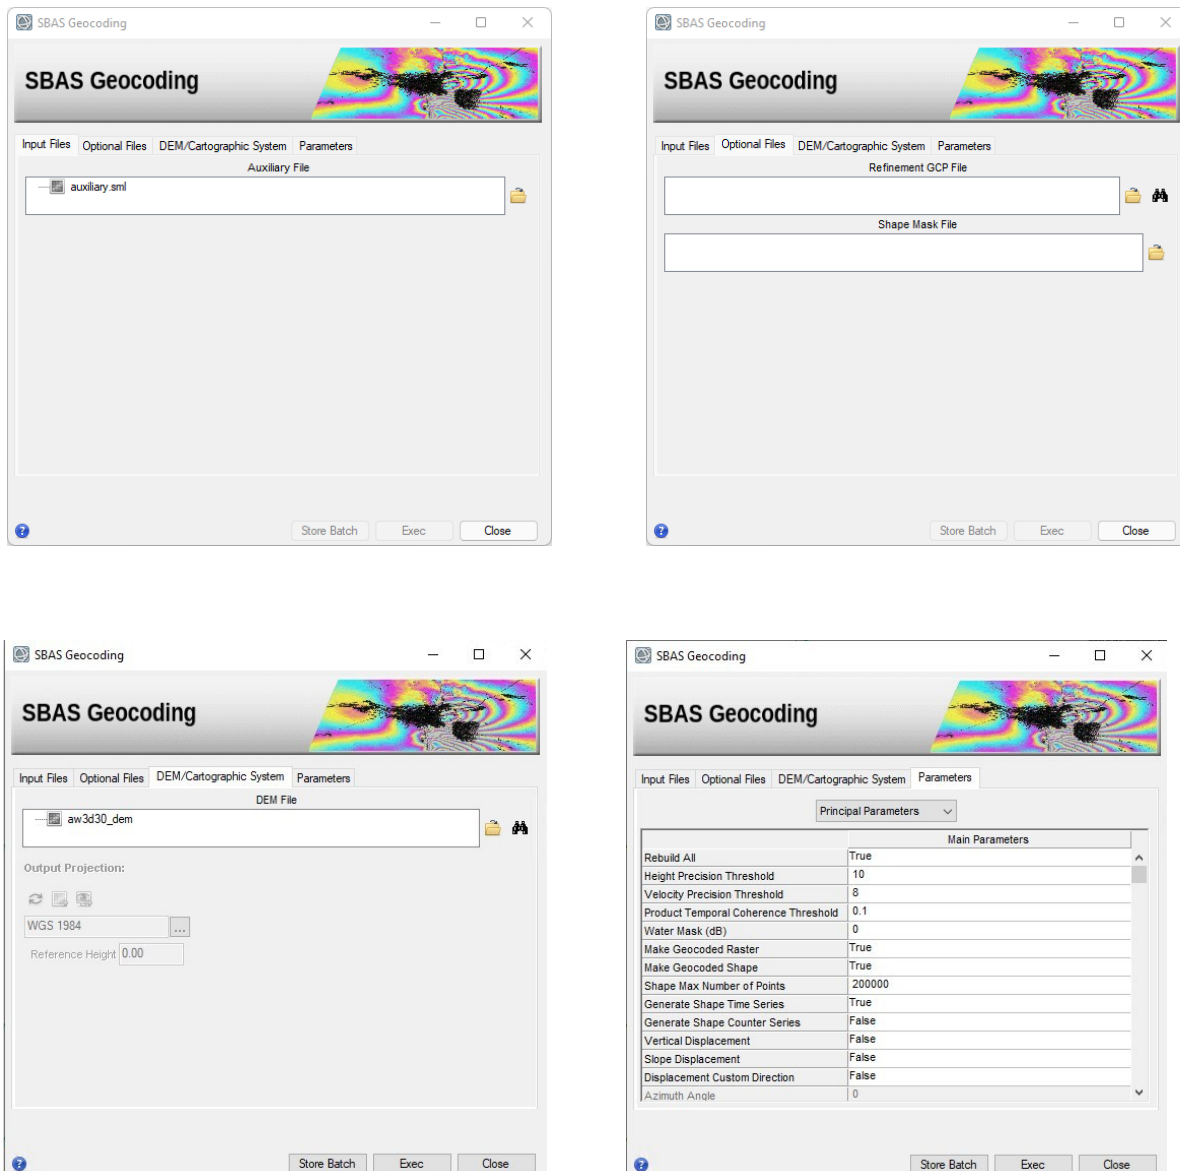 SBAS Geocoding
SBAS Geocoding
Input Files Optional Files DEM/Cartographic System Parameters
Auxiliary File
auxiliary.sml
? Store Batch Exec Close
SBAS Geocoding
SBAS Geocoding
Input Files Optional Files DEM/Cartographic System Parameters
Refinement GCP File
Shape Mask File
? Store Batch Exec Close
SBAS Geocoding
SBAS Geocoding
Input Files Optional Files DEM/Cartographic System Parameters
DEM File
aw3d30_dem
Output Projection:
WGS 1984 ...
Reference Height 0.00
? Store Batch Exec Close
SBAS Geocoding
SBAS Geocoding
Input Files Optional Files DEM/Cartographic System Parameters
Principal Parameters
Main Parameters
Rebuild All True
Height Precision Threshold 10
Velocity Precision Threshold 8
Product Temporal Coherence Threshold 0.1
Water Mask (dB) 0
Make Geocoded Raster True
Make Geocoded Shape True
Shape Max Number of Points 200000
Generate Shape Time Series True
Generate Shape Counter Series False
Vertical Displacement False
Slope Displacement False
Displacement Custom Direction False
Azimuth Angle 0
? Store Batch Exec Close